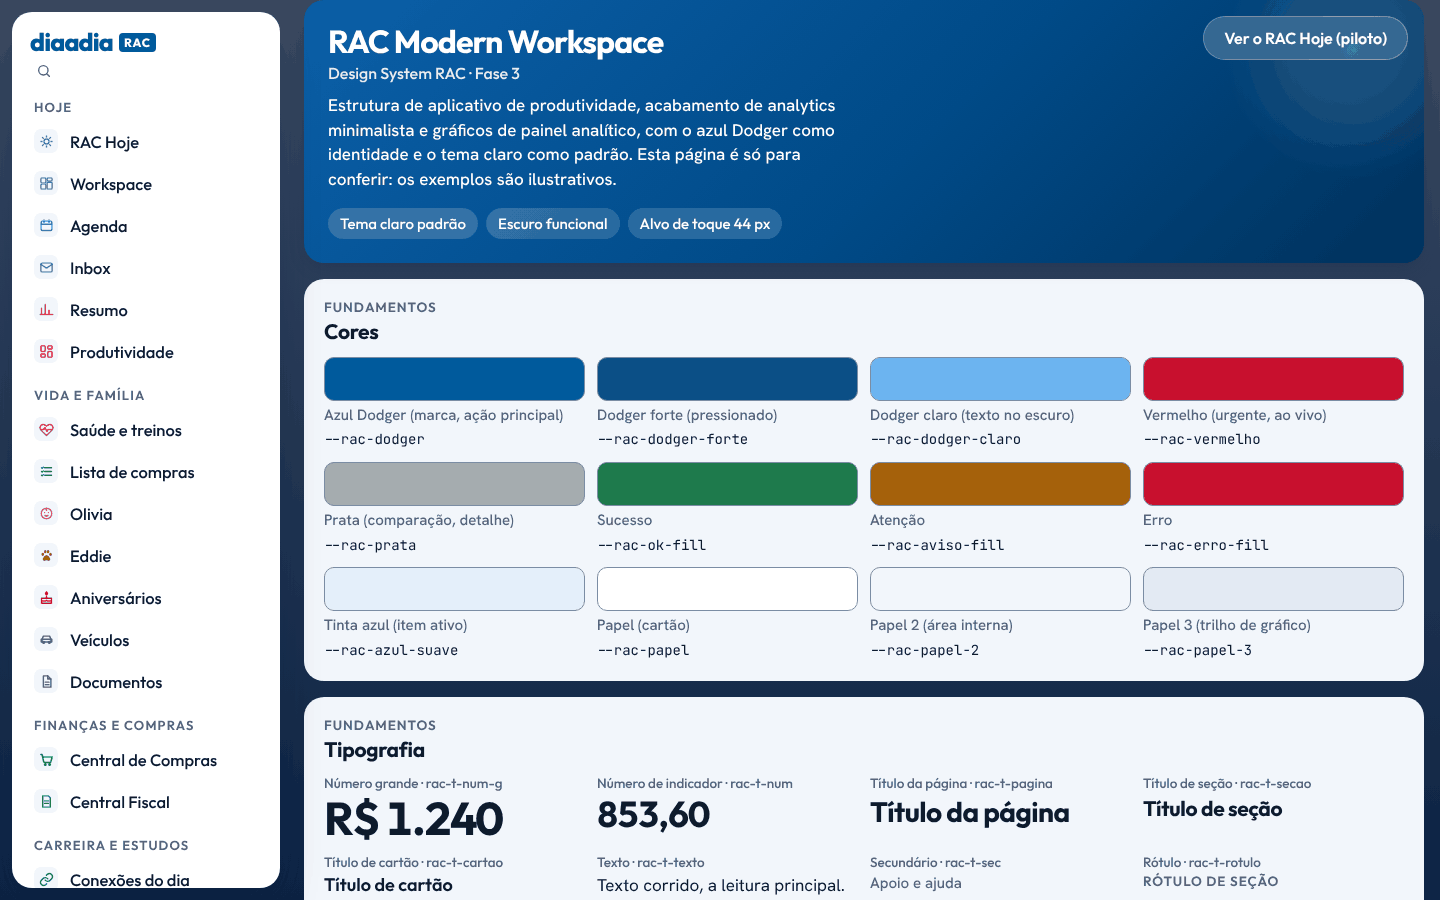 diaadia RAC
HOJE
RAC Hoje
Workspace
Agenda
Inbox
Resumo
Produtividade
VIDA E FAMÍLIA
Saúde e treinos
Lista de compras
Olivia
Eddie
Aniversários
Veículos
Documentos
FINANÇAS E COMPRAS
Central de Compras
Central Fiscal
CARREIRA E ESTUDOS
Conexões do dia
RAC Modern Workspace
Ver o RAC Hoje (piloto)
Design System RAC · Fase 3
Estrutura de aplicativo de produtividade, acabamento de analytics
minimalista e gráficos de painel analítico, com o azul Dodger como
identidade e o tema claro como padrão. Esta página é só para
conferir: os exemplos são ilustrativos.
Tema claro padrão
Escuro funcional
Alvo de toque 44 px
FUNDAMENTOS
Cores
Azul Dodger (marca, ação principal)
--rac-dodger
Dodger forte (pressionado)
--rac-dodger-forte
Dodger claro (texto no escuro)
--rac-dodger-claro
Vermelho (urgente, ao vivo)
--rac-vermelho
Prata (comparação, detalhe)
--rac-prata
Sucesso
--rac-ok-fill
Atenção
--rac-aviso-fill
Erro
--rac-erro-fill
Tinta azul (item ativo)
--rac-azul-suave
Papel (cartão)
--rac-papel
Papel 2 (área interna)
--rac-papel-2
Papel 3 (trilho de gráfico)
--rac-papel-3
FUNDAMENTOS
Tipografia
Número grande · rac-t-num-g
R$ 1.240
Número de indicador · rac-t-num
853,60
Título da página · rac-t-pagina
Título da página
Título de seção · rac-t-secao
Título de seção
Título de cartão · rac-t-cartao
Título de cartão
Texto · rac-t-texto
Texto corrido, a leitura principal.
Secundário · rac-t-sec
Apoio e ajuda
Rótulo · rac-t-rotulo
RÓTULO DE SEÇÃO